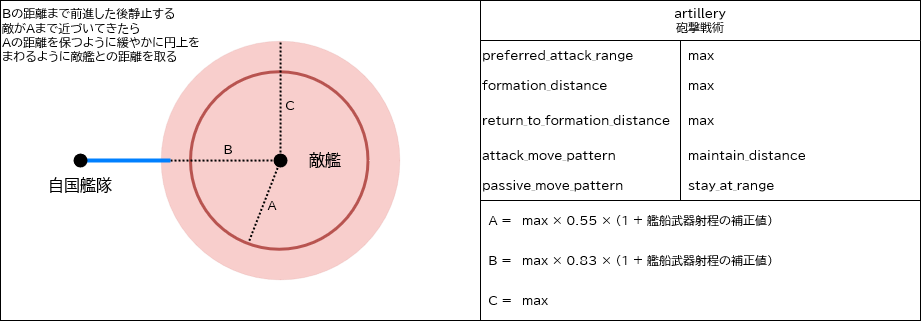 Bの距離まで前進した後静止する
敵がAまで近づいてきたら
Aの距離を保つように緩やかに円上を
まわるように敵艦との距離を取る
C
B
敵艦
自国艦隊
A
artillery
砲撃戦術
preferred_attack_range max
formation_distance max
return_to_formation_distance max
attack_move_pattern maintain_distance
passive_move_pattern stay_at_range
A = max × 0.55 × (1 + 艦船武器射程の補正値)
B = max × 0.83 × (1 + 艦船武器射程の補正値)
C = max